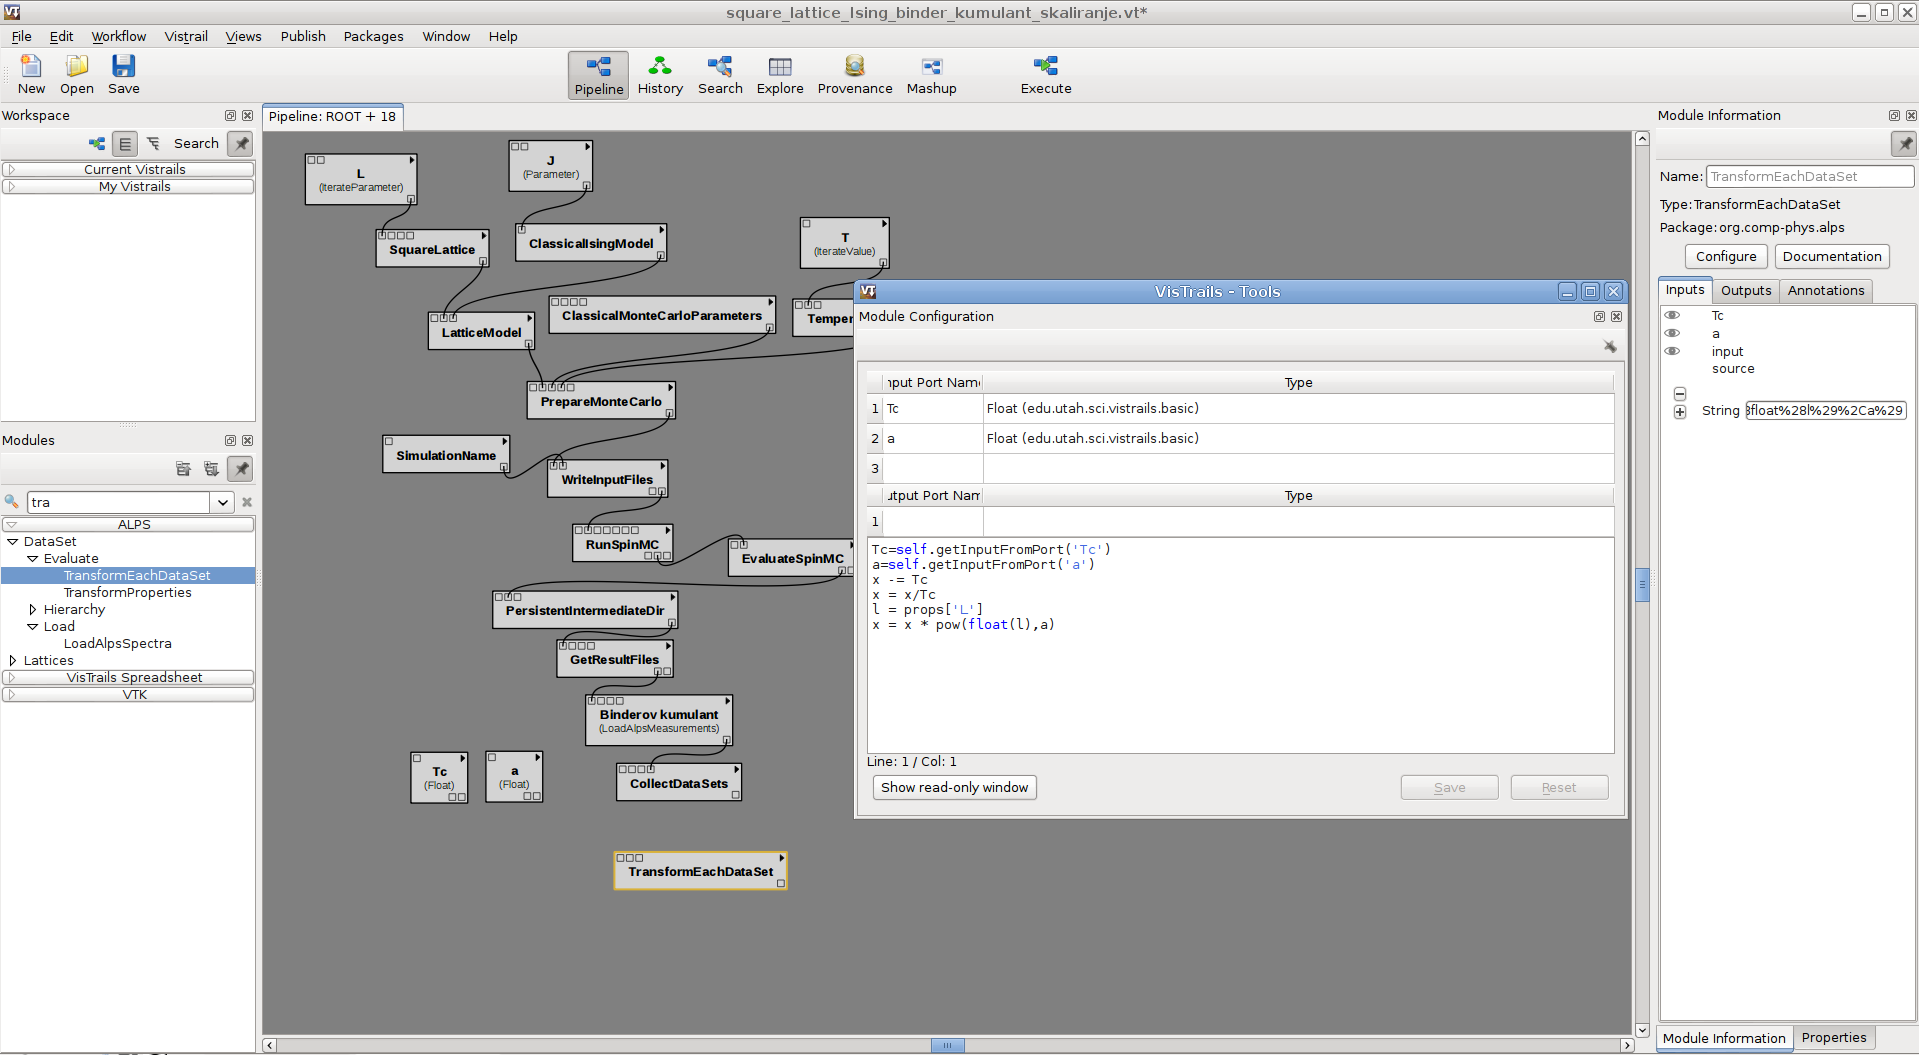 square_lattice_Ising_binder_kumulant_skaliranje.vt*
File Edit Workflow Vistrail Views Publish Packages Window Help
New Open Save Pipeline History Search Explore Provenance Mashup Execute
Workspace
Search
Current Vistrails
My Vistrails
Modules
tra
ALPS
DataSet
Evaluate
TransformEachDataSet
TransformProperties
Hierarchy
Load
LoadAlpsSpectra
Lattices
VisTrails Spreadsheet
VTK
Pipeline: ROOT + 18
L
(IterateParameter)
J
(Parameter)
SquareLattice
ClassicalIsingModel
T
(IterateValue)
LatticeModel
ClassicalMonteCarloParameters
Temper
PrepareMonteCarlo
SimulationName
WriteInputFiles
RunSpinMC
EvaluateSpinMC
PersistentIntermediateDir
GetResultFiles
Binderov kumulant
(LoadAlpsMeasurements)
Tc
(Float)
a
(Float)
CollectDataSets
TransformEachDataSet
VisTrails - Tools
Module Configuration
nput Port Name Type
1 Tc Float (edu.utah.sci.vistrails.basic)
2 a Float (edu.utah.sci.vistrails.basic)
3
utput Port Nam Type
1
Tc=self.getInputFromPort('Tc')
a=self.getInputFromPort('a')
x -= Tc
x = x/Tc
l = props['L']
x = x * pow(float(l),a)
Line: 1 / Col: 1
Show read-only window Save Reset
Module Information
Name: TransformEachDataSet
Type: TransformEachDataSet
Package: org.comp-phys.alps
Configure Documentation
Inputs Outputs Annotations
Tc
a
input
source
String float%28l%29%2Ca%29
Module Information Properties